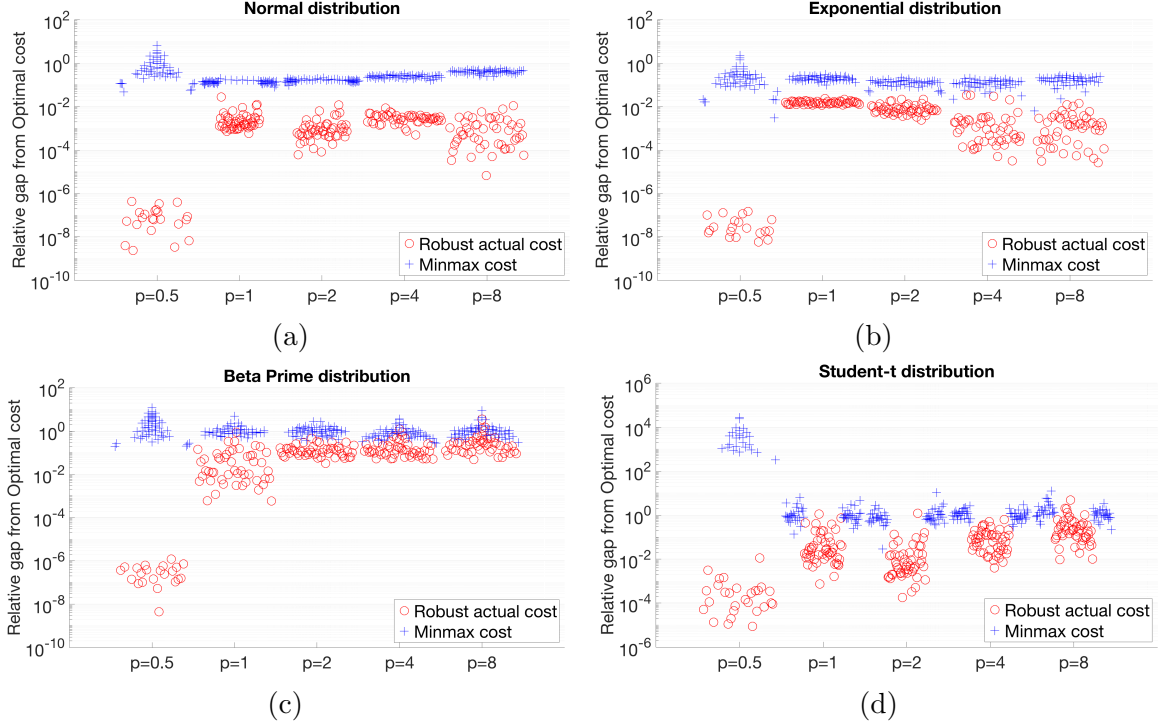 Normal distribution
Relative gap from Optimal cost
10^2
10^0
10^-2
10^-4
10^-6
10^-8
10^-10
p=0.5 p=1 p=2 p=4 p=8
Robust actual cost
Minmax cost
(a)
Exponential distribution
Relative gap from Optimal cost
10^2
10^0
10^-2
10^-4
10^-6
10^-8
10^-10
p=0.5 p=1 p=2 p=4 p=8
Robust actual cost
Minmax cost
(b)
Beta Prime distribution
Relative gap from Optimal cost
10^2
10^0
10^-2
10^-4
10^-6
10^-8
10^-10
p=0.5 p=1 p=2 p=4 p=8
Robust actual cost
Minmax cost
(c)
Student-t distribution
Relative gap from Optimal cost
10^6
10^4
10^2
10^0
10^-2
10^-4
10^-6
p=0.5 p=1 p=2 p=4 p=8
Robust actual cost
Minmax cost
(d)